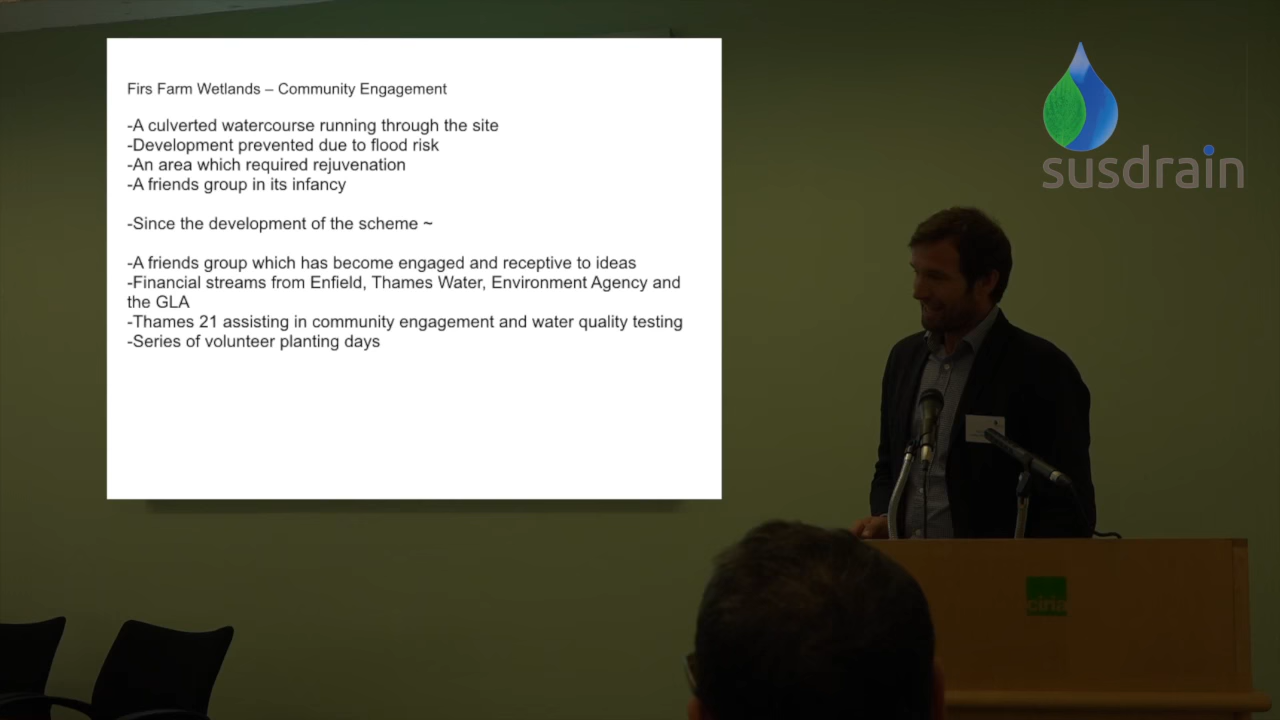 Firs Farm Wetlands – Community Engagement
-A culverted watercourse running through the site
-Development prevented due to flood risk
-An area which required rejuvenation
-A friends group in its infancy
-Since the development of the scheme ~
-A friends group which has become engaged and receptive to ideas
-Financial streams from Enfield, Thames Water, Environment Agency and
the GLA
-Thames 21 assisting in community engagement and water quality testing
-Series of volunteer planting days
susdrain
ciria